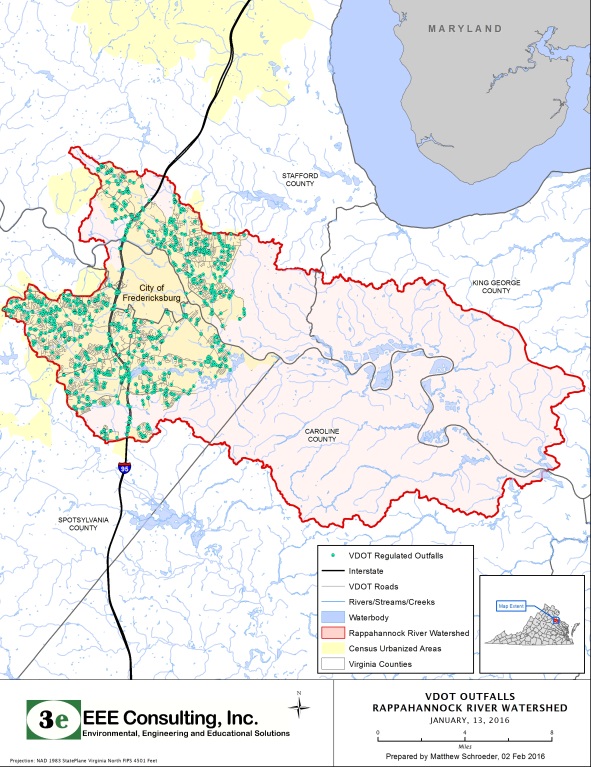 MARYLAND
STAFFORD
COUNTY
KING GEORGE
COUNTY
City of
Fredericksburg
CAROLINE
COUNTY
95
SPOTSYLVANIA
COUNTY
VDOT Regulated Outfalls
Interstate
VDOT Roads
Rivers/Streams/Creeks
Waterbody
Rappahannock River Watershed
Census Urbanized Areas
Virginia Counties
Map Extent
3e EEE Consulting, Inc.
Environmental, Engineering and Educational Solutions
N
Projection: NAD 1983 StatePlane Virginia North FIPS 4501 Feet
VDOT OUTFALLS
RAPPAHANNOCK RIVER WATERSHED
JANUARY, 13, 2016
0 4 8
Miles
Prepared by Matthew Schroeder, 02 Feb 2016